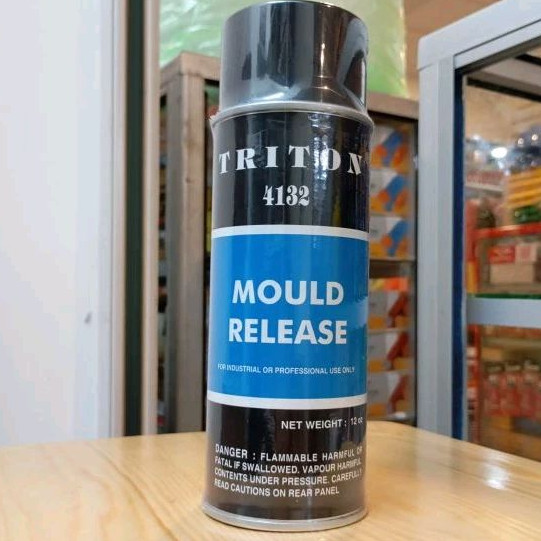 TRITON
4132
MOULD
RELEASE
FOR INDUSTRIAL OR PROFESSIONAL USE ONLY
NET WEIGHT : 12
DANGER : FLAMMABLE HARMFUL OR
FATAL IF SWALLOWED. VAPOUR HARMFUL.
CONTENTS UNDER PRESSURE. CAREFULLY
READ CAUTIONS ON REAR PANEL